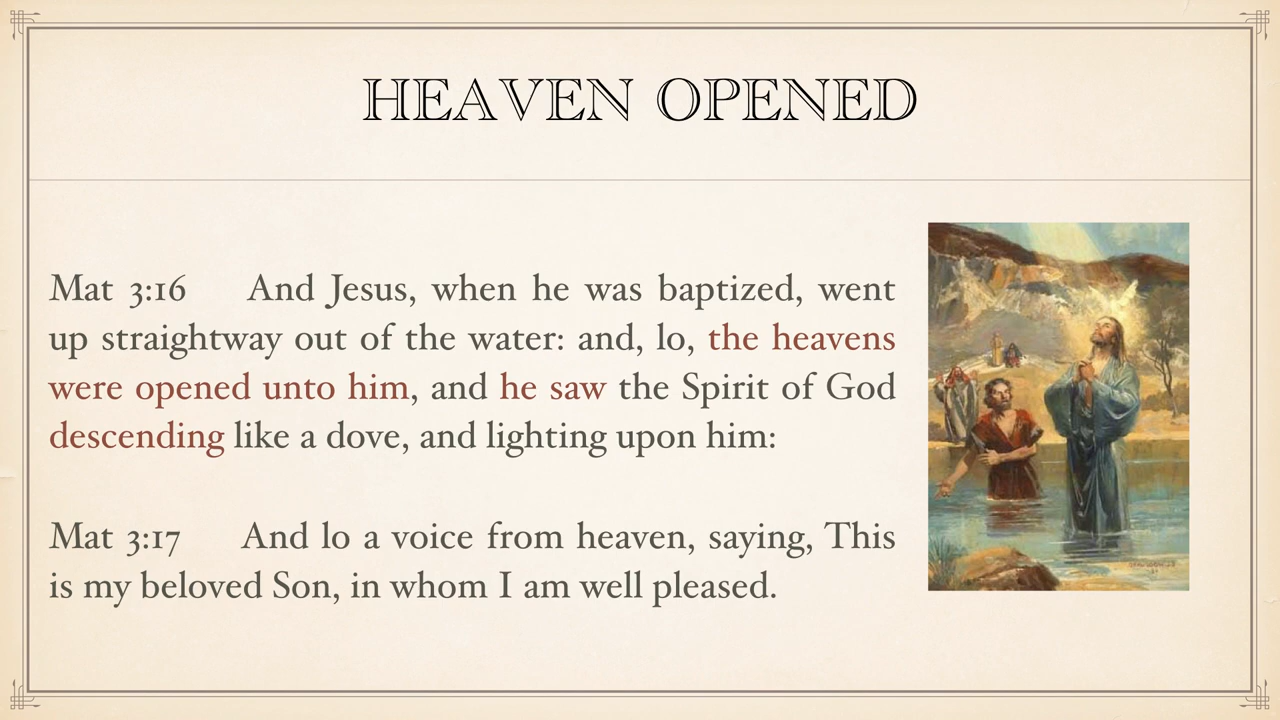 HEAVEN OPENED
Mat 3:16 And Jesus, when he was baptized, went
up straightway out of the water: and, lo, the heavens
were opened unto him, and he saw the Spirit of God
descending like a dove, and lighting upon him:
Mat 3:17 And lo a voice from heaven, saying, This
is my beloved Son, in whom I am well pleased.